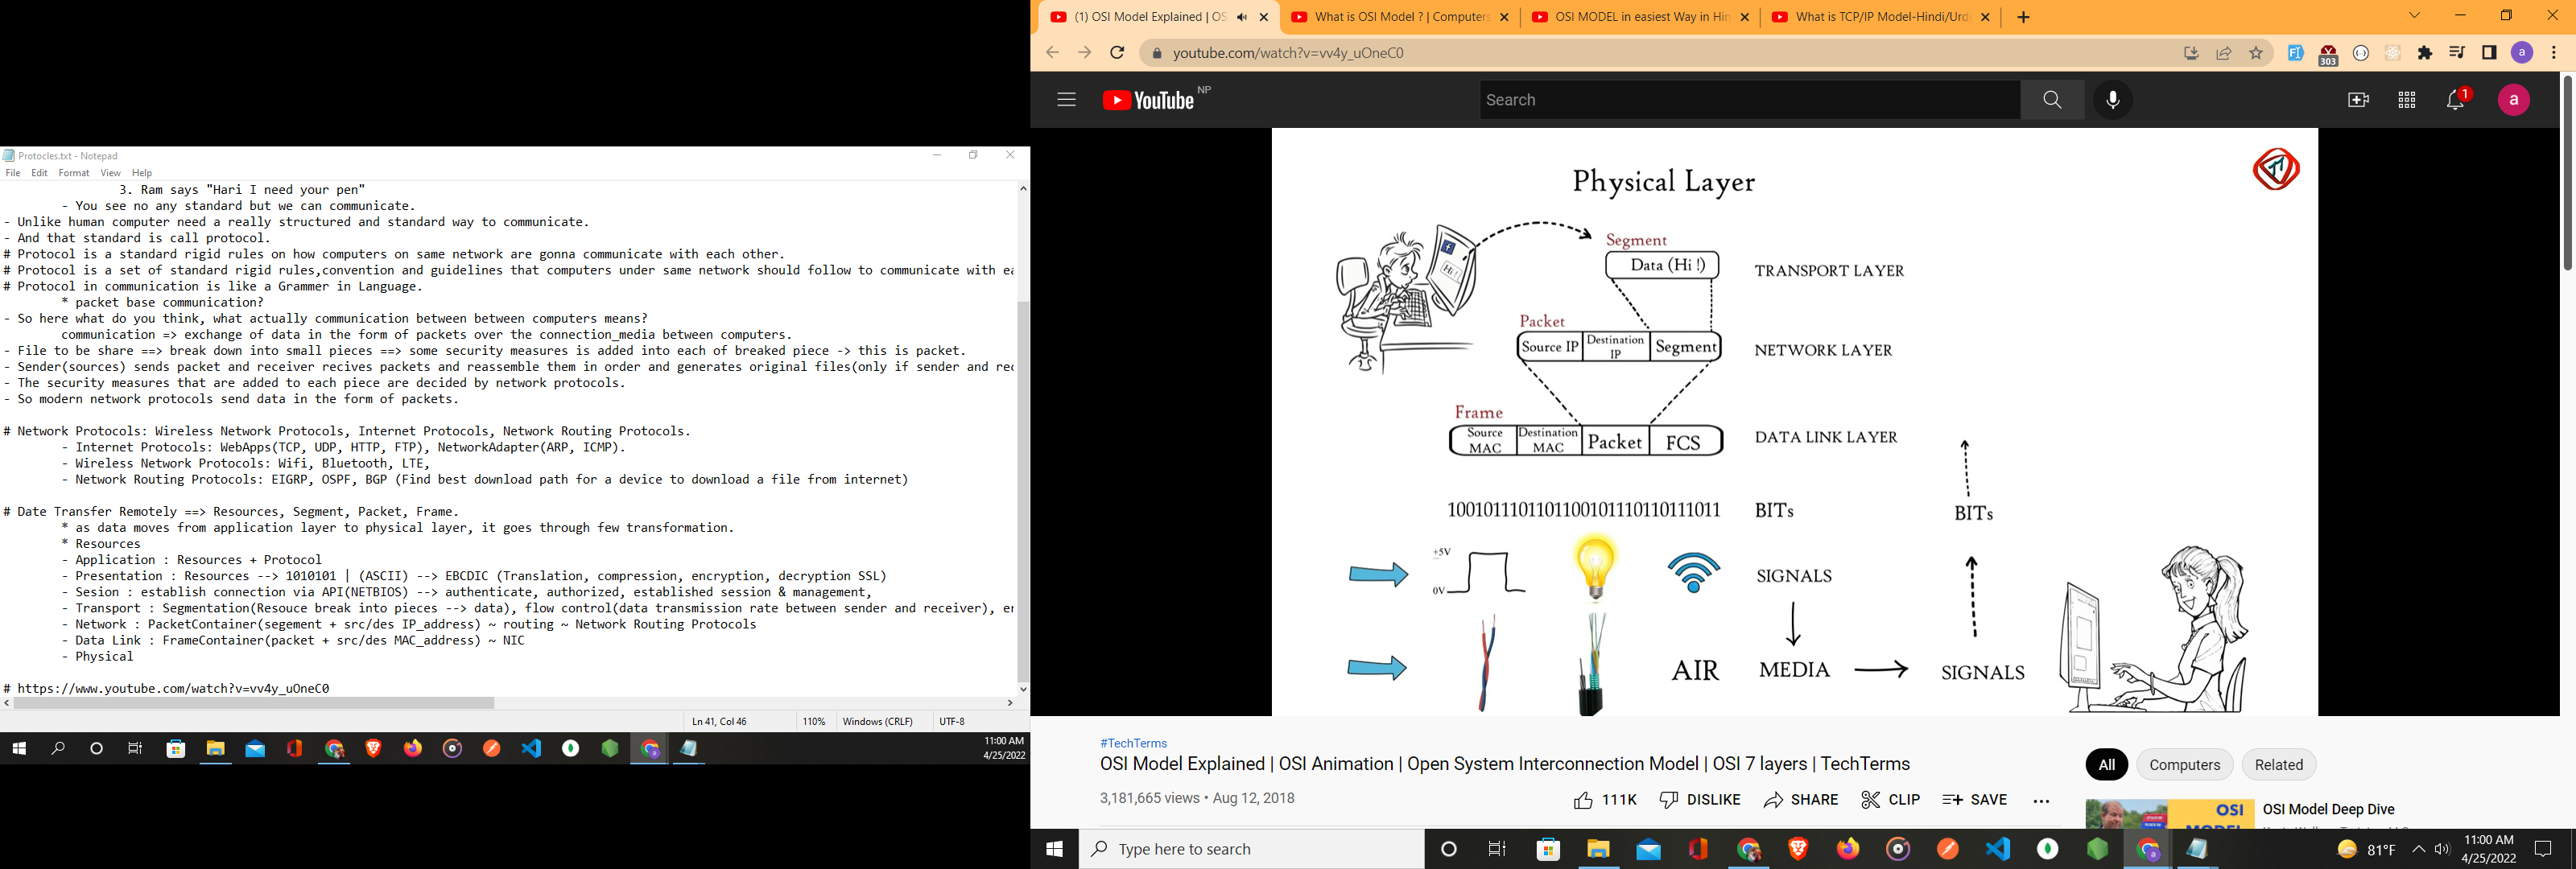 Protocles.txt - Notepad
File Edit Format View Help
3. Ram says "Hari I need your pen"
- You see no any standard but we can communicate.
- Unlike human computer need a really structured and standard way to communicate.
- And that standard is call protocol.
# Protocol is a standard rigid rules on how computers on same network are gonna communicate with each other.
# Protocol is a set of standard rigid rules,convention and guidelines that computers under same network should follow to communicate with ea
# Protocol in communication is like a Grammer in Language.
* packet base communication?
- So here what do you think, what actually communication between between computers means?
communication => exchange of data in the form of packets over the connection_media between computers.
- File to be share ==> break down into small pieces ==> some security measures is added into each of breaked piece -> this is packet.
- Sender(sources) sends packet and receiver recives packets and reassemble them in order and generates original files(only if sender and rec
- The security measures that are added to each piece are decided by network protocols.
- So modern network protocols send data in the form of packets.
# Network Protocols: Wireless Network Protocols, Internet Protocols, Network Routing Protocols.
- Internet Protocols: WebApps(TCP, UDP, HTTP, FTP), NetworkAdapter(ARP, ICMP).
- Wireless Network Protocols: Wifi, Bluetooth, LTE,
- Network Routing Protocols: EIGRP, OSPF, BGP (Find best download path for a device to download a file from internet)
# Date Transfer Remotely ==> Resources, Segment, Packet, Frame.
* as data moves from application layer to physical layer, it goes through few transformation.
* Resources
- Application : Resources + Protocol
- Presentation : Resources --> 1010101 | (ASCII) --> EBCDIC (Translation, compression, encryption, decryption SSL)
- Sesion : establish connection via API(NETBIOS) --> authenticate, authorized, established session & management,
- Transport : Segmentation(Resouce break into pieces --> data), flow control(data transmission rate between sender and receiver), er
- Network : PacketContainer(segement + src/des IP_address) ~ routing ~ Network Routing Protocols
- Data Link : FrameContainer(packet + src/des MAC_address) ~ NIC
- Physical
# https://www.youtube.com/watch?v=vv4y_uOneC0
Ln 41, Col 46 110% Windows (CRLF) UTF-8
11:00 AM
4/25/2022
(1) OSI Model Explained | OS What is OSI Model ? | Computers OSI MODEL in easiest Way in Hin What is TCP/IP Model-Hindi/Urd
youtube.com/watch?v=vv4y_uOneC0
303
a
YouTube NP
Search
1
a
Physical Layer
Segment
Data (Hi !) TRANSPORT LAYER
Hi !
Packet
Source IP Destination IP Segment NETWORK LAYER
Frame
Source MAC Destination MAC Packet FCS DATA LINK LAYER
1001011101101100101110110111011 BITs
BITs
+5V
0V
SIGNALS
AIR MEDIA SIGNALS
#TechTerms
OSI Model Explained | OSI Animation | Open System Interconnection Model | OSI 7 layers | TechTerms
3,181,665 views • Aug 12, 2018
111K DISLIKE SHARE CLIP SAVE
All Computers Related
OSI
OSI Model Deep Dive
Type here to search
81°F
11:00 AM
4/25/2022